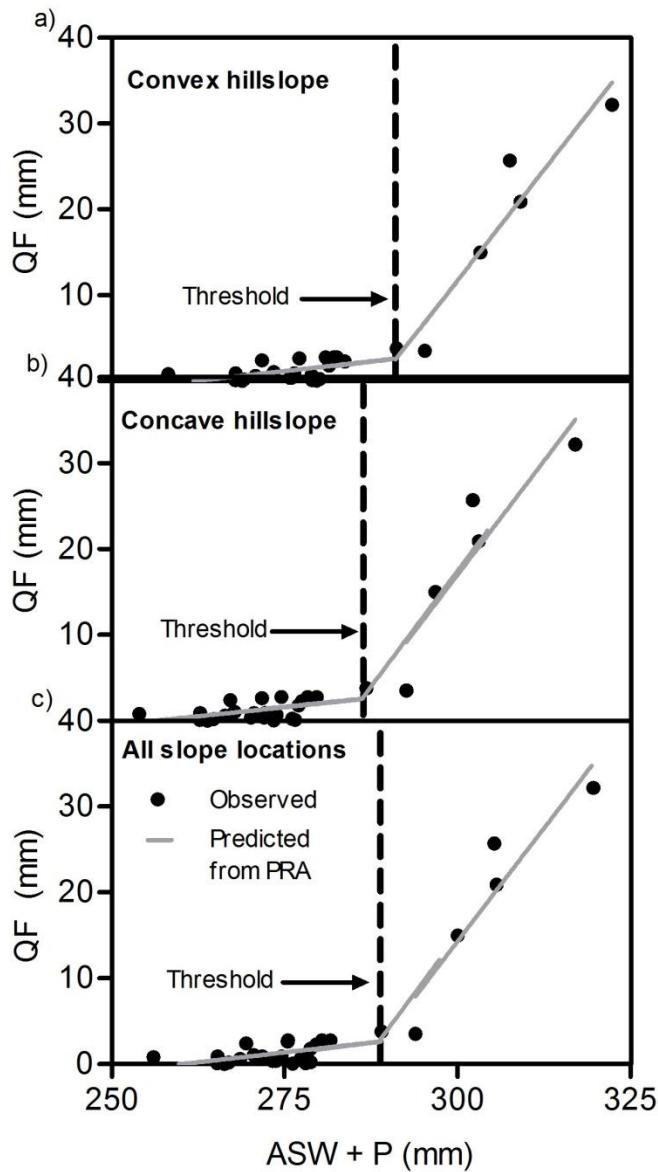 a)
40
Convex hillslope
30
QF (mm)
20
10
Threshold
b)
40
Concave hillslope
30
QF (mm)
20
Threshold
10
c)
40
All slope locations
30
Observed
Predicted
from PRA
QF (mm)
20
10
Threshold
0
250 275 300 325
ASW + P (mm)